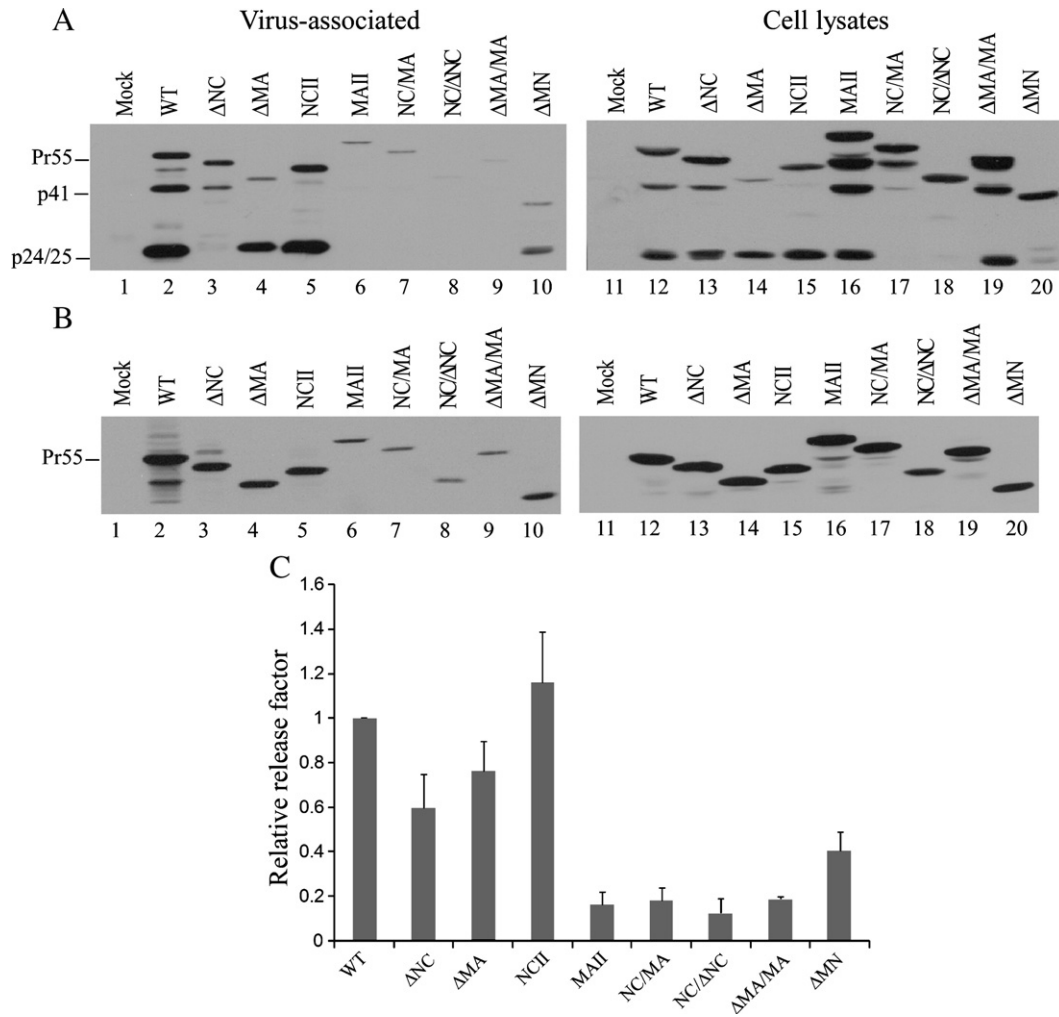 A
Virus-associated
Cell lysates
Mock WT ΔNC ΔMA NCII MAII NC/MA NC/ΔNC ΔMA/MA ΔMN
Mock WT ΔNC ΔMA NCII MAII NC/MA NC/ΔNC ΔMA/MA ΔMN
Pr55
p41
p24/25
1 2 3 4 5 6 7 8 9 10
11 12 13 14 15 16 17 18 19 20
B
Mock WT ΔNC ΔMA NCII MAII NC/MA NC/ΔNC ΔMA/MA ΔMN
Mock WT ΔNC ΔMA NCII MAII NC/MA NC/ΔNC ΔMA/MA ΔMN
Pr55
1 2 3 4 5 6 7 8 9 10
11 12 13 14 15 16 17 18 19 20
C
Relative release factor
1.6
1.4
1.2
1
0.8
0.6
0.4
0.2
0
WT ΔNC ΔMA NCII MAII NC/MA NC/ΔNC ΔMA/MA ΔMN